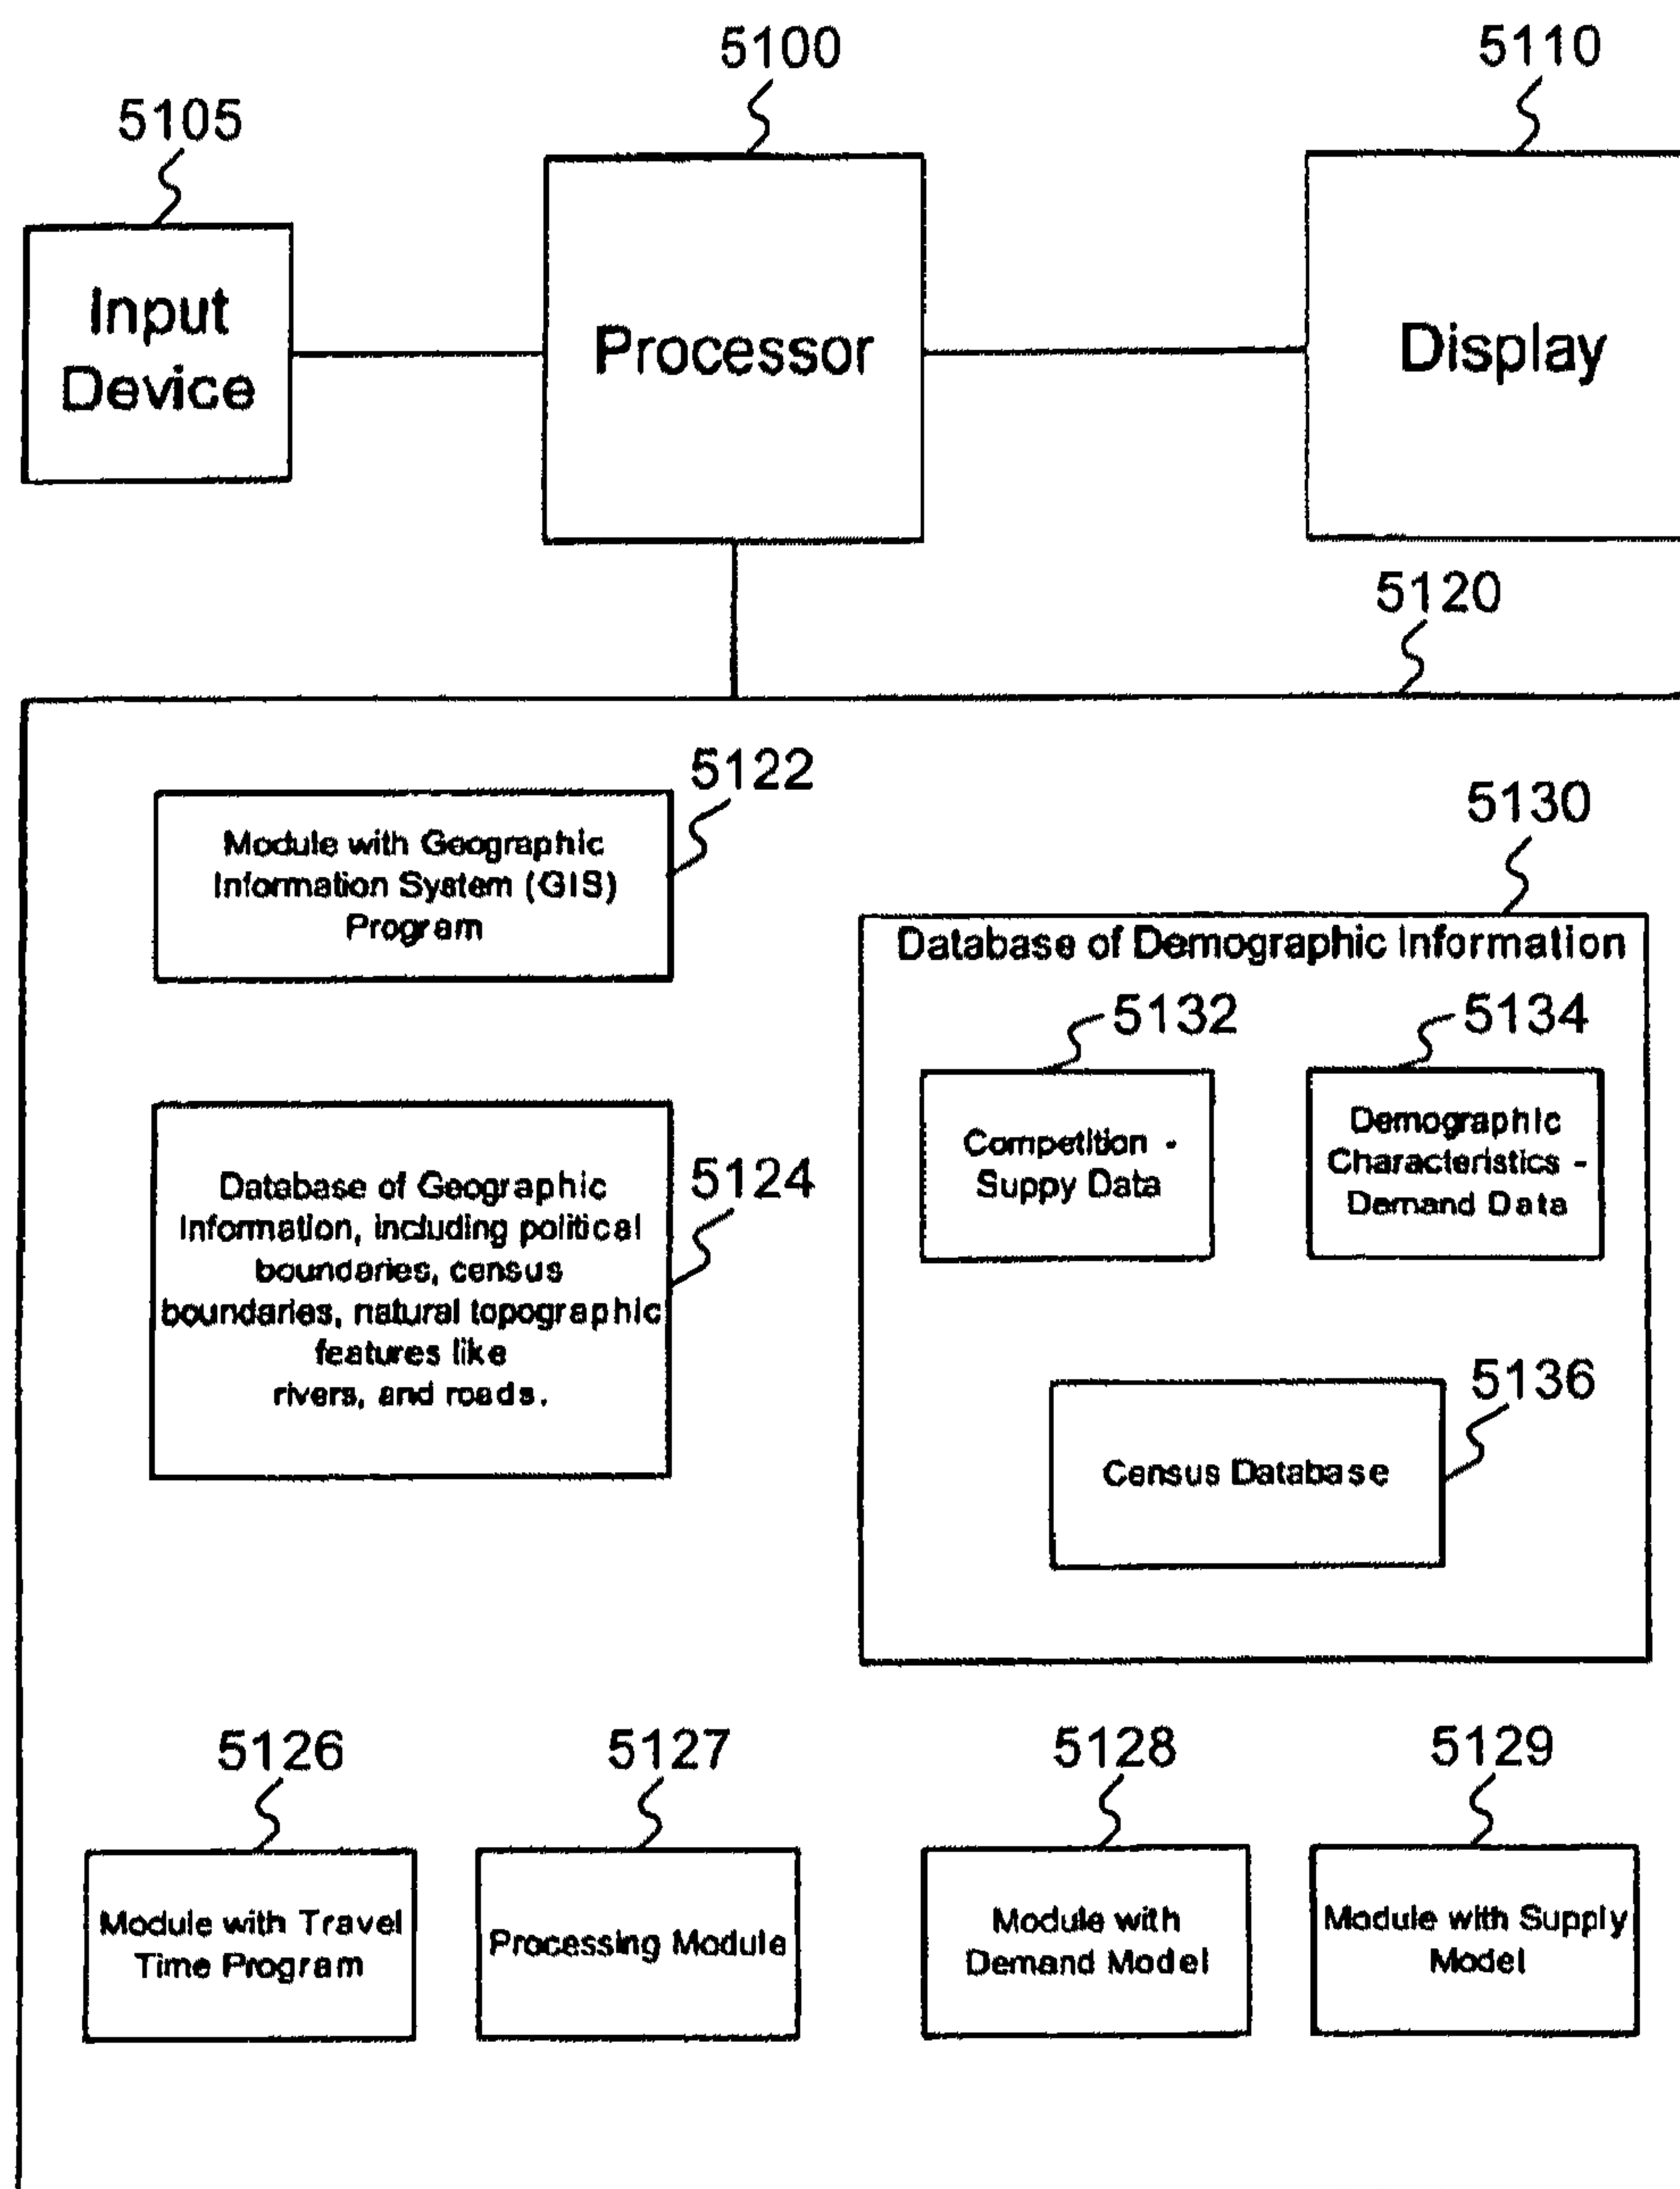 5100
5110
5105
Input
Device
Processor
Display
5120
5122
Module with Geographic
Information System (GIS)
Program
5130
Database of Demographic Information
5132
5134
Competition -
Suppy Data
Demographic
Characteristics -
Demand Data
5124
Database of Geographic
Information, including political
boundaries, census
boundaries, natural topographic
features like
rivers, and roads.
5136
Census Database
5126
5127
5128
5129
Module with Travel
Time Program
Processing Module
Module with
Demand Model
Module with Supply
Model